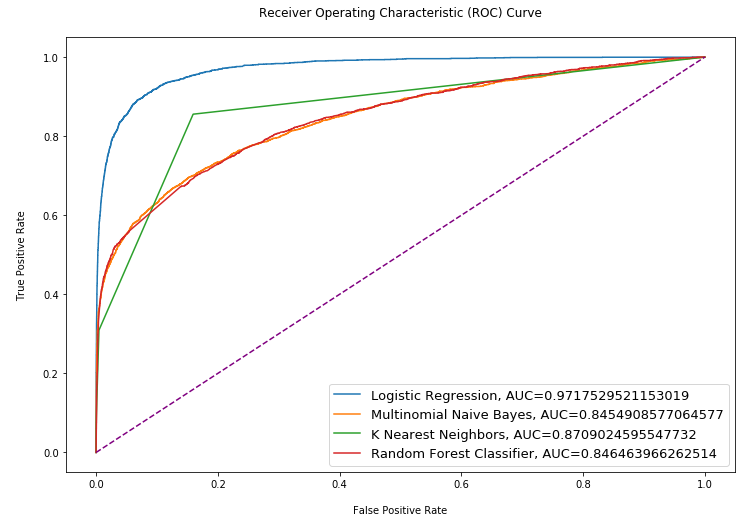 Receiver Operating Characteristic (ROC) Curve
1.0
0.8
0.6
0.4
0.2
0.0
True Positive Rate
Logistic Regression, AUC=0.9717529521153019
Multinomial Naive Bayes, AUC=0.8454908577064577
K Nearest Neighbors, AUC=0.8709024595547732
Random Forest Classifier, AUC=0.846463966262514
0.0 0.2 0.4 0.6 0.8 1.0
False Positive Rate